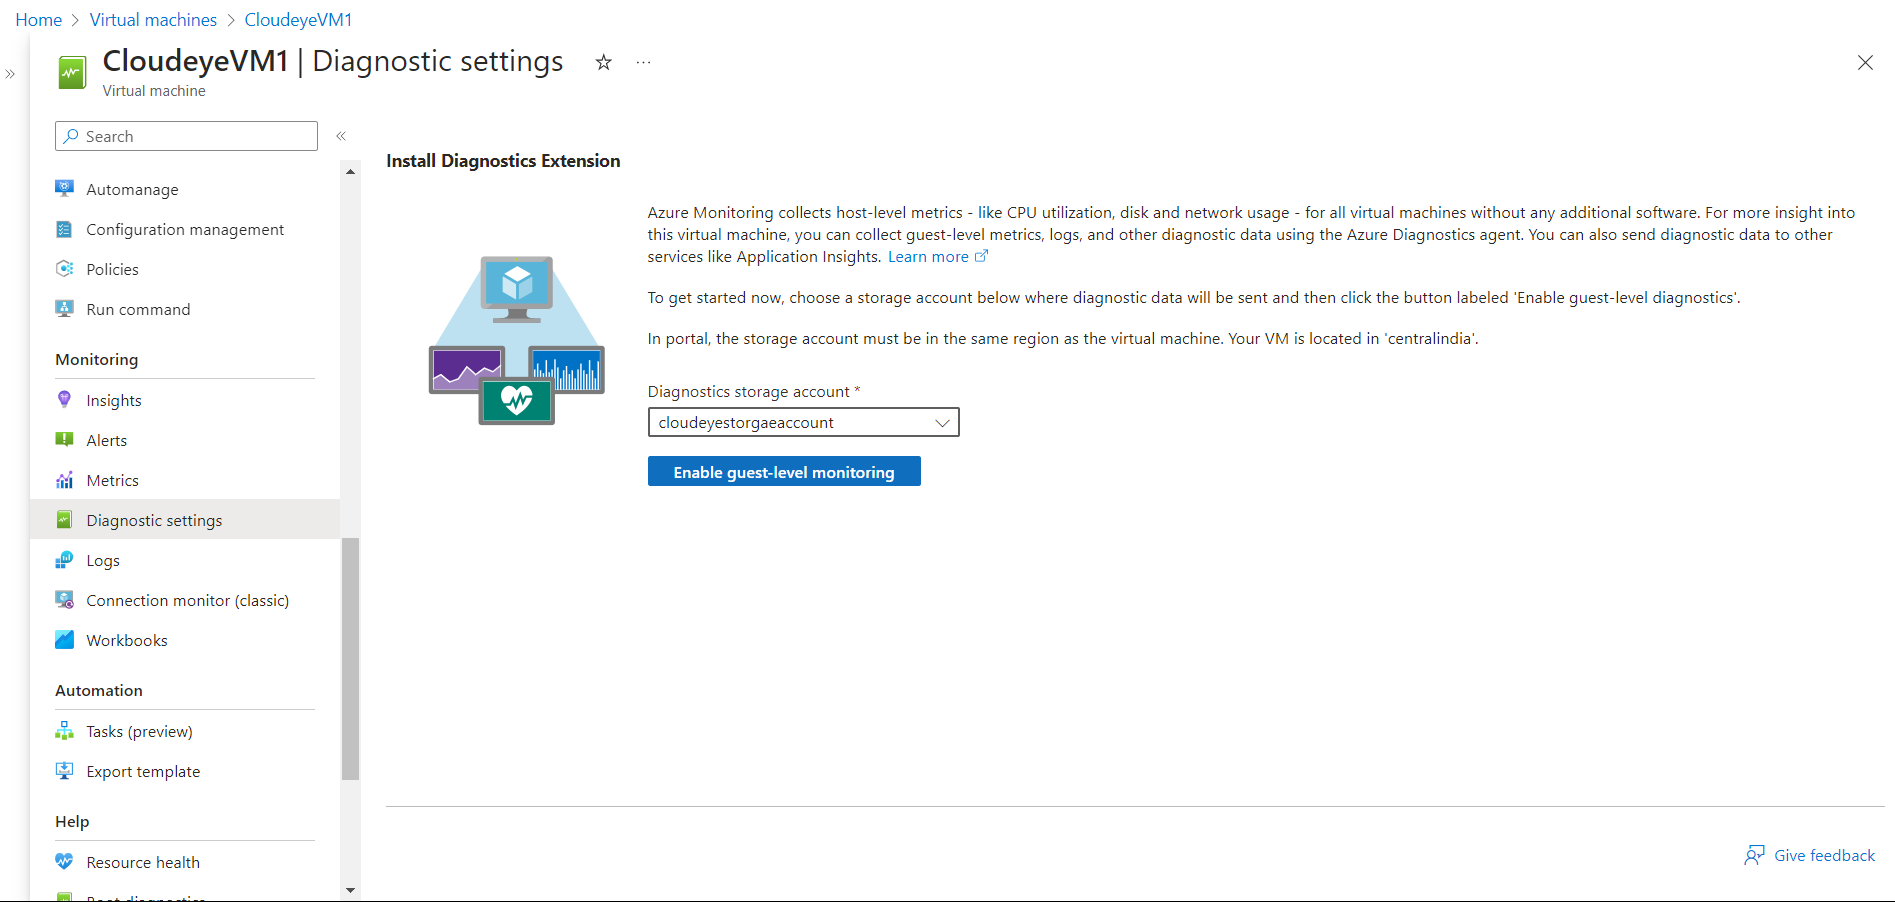 Home > Virtual machines > CloudeyeVM1
CloudeyeVM1 | Diagnostic settings
Virtual machine
Search
Automanage
Configuration management
Policies
Run command
Monitoring
Insights
Alerts
Metrics
Diagnostic settings
Logs
Connection monitor (classic)
Workbooks
Automation
Tasks (preview)
Export template
Help
Resource health
Boot diagnostics
Install Diagnostics Extension
Azure Monitoring collects host-level metrics - like CPU utilization, disk and network usage - for all virtual machines without any additional software. For more insight into
this virtual machine, you can collect guest-level metrics, logs, and other diagnostic data using the Azure Diagnostics agent. You can also send diagnostic data to other
services like Application Insights. Learn more
To get started now, choose a storage account below where diagnostic data will be sent and then click the button labeled 'Enable guest-level diagnostics'.
In portal, the storage account must be in the same region as the virtual machine. Your VM is located in 'centralindia'.
Diagnostics storage account *
cloudeyestorgaeaccount
Enable guest-level monitoring
Give feedback